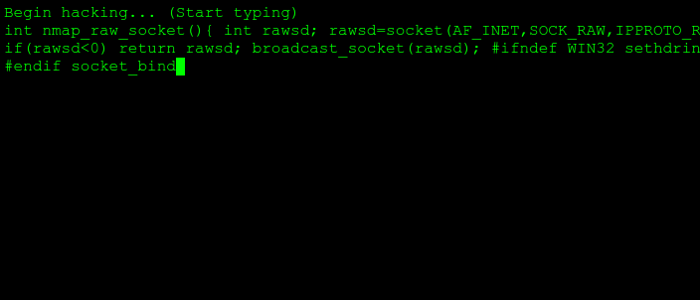 Begin hacking... (Start typing)
int nmap_raw_socket(){ int rawsd; rawsd=socket(AF_INET,SOCK_RAW,IPPROTO_R
if(rawsd<0) return rawsd; broadcast_socket(rawsd); #ifndef WIN32 sethdrin
#endif socket_bind